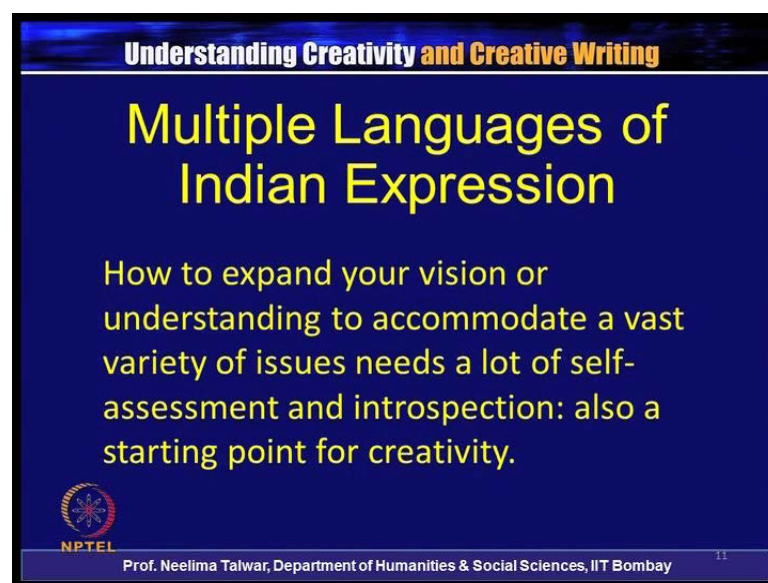 Understanding Creativity and Creative Writing
Multiple Languages of
Indian Expression
How to expand your vision or
understanding to accommodate a vast
variety of issues needs a lot of self-
assessment and introspection: also a
starting point for creativity.
NPTEL
Prof. Neelima Talwar, Department of Humanities & Social Sciences, IIT Bombay
11